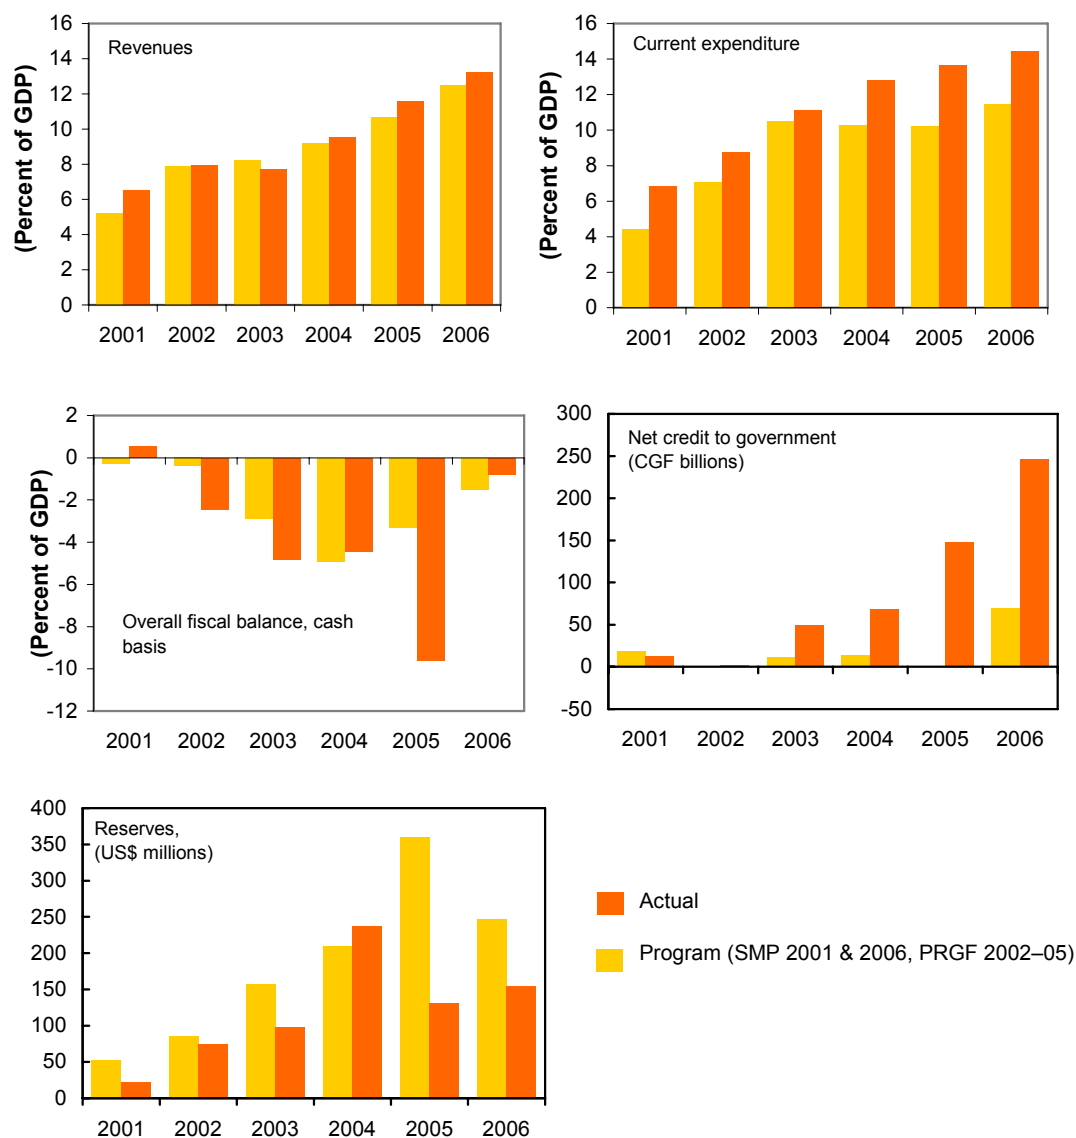 Revenues
(Percent of GDP)
16
14
12
10
8
6
4
2
0
2001 2002 2003 2004 2005 2006
Current expenditure
(Percent of GDP)
16
14
12
10
8
6
4
2
0
2001 2002 2003 2004 2005 2006
(Percent of GDP)
2
0
-2
-4
-6
-8
-10
-12
Overall fiscal balance, cash
basis
2001 2002 2003 2004 2005 2006
300
250
200
150
100
50
0
-50
Net credit to government
(CGF billions)
2001 2002 2003 2004 2005 2006
400
350
300
250
200
150
100
50
0
Reserves,
(US$ millions)
2001 2002 2003 2004 2005 2006
Actual
Program (SMP 2001 & 2006, PRGF 2002–05)